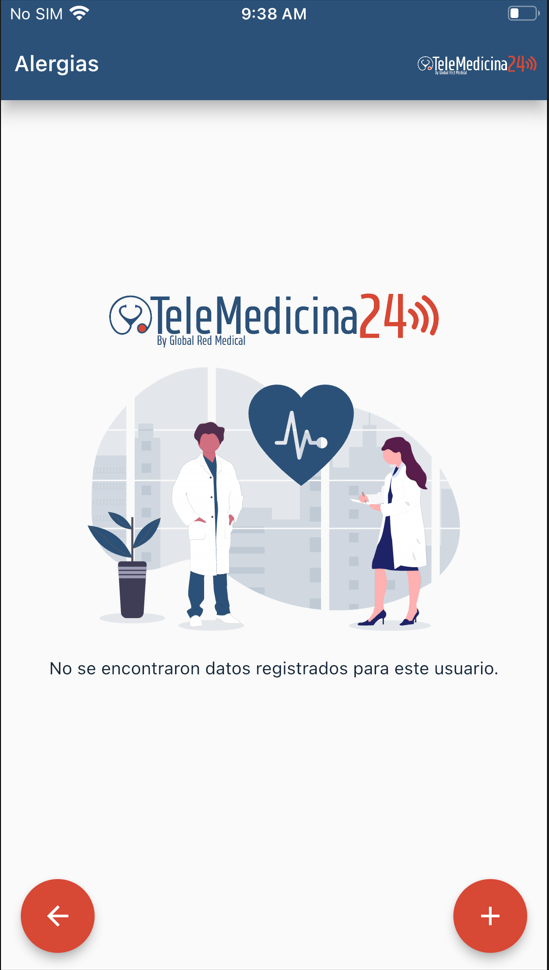 No SIM 9:38 AM
Alergias
TeleMedicina24
By Global Red Medical
TeleMedicina24
By Global Red Medical
No se encontraron datos registrados para este usuario.